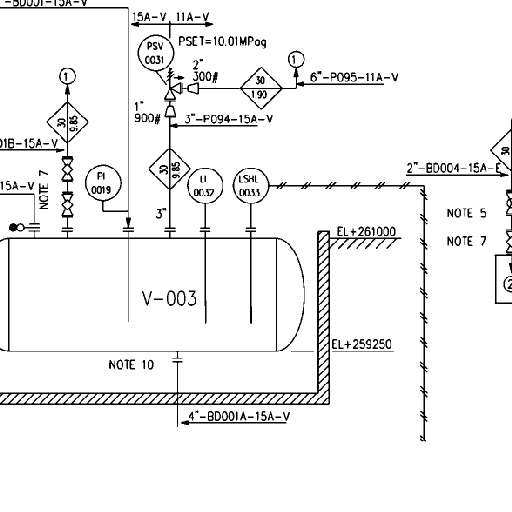 -BD001-15A-V
15A-V 11A-V
PSV
0031
PSET=10.01MPag
2"
300#
1
30
1.90
6"-P095-11A-V
1
1"
900#
3"-P094-15A-V
30
9.85
01B-15A-V
NOTE 7
15A-V
PI
0019
30
9.85
LI
0032
LSHL
0033
3"
30
2"-BD004-15A-E
NOTE 5
NOTE 7
2
EL+261000
V-003
EL+259250
NOTE 10
4"-BD001A-15A-V